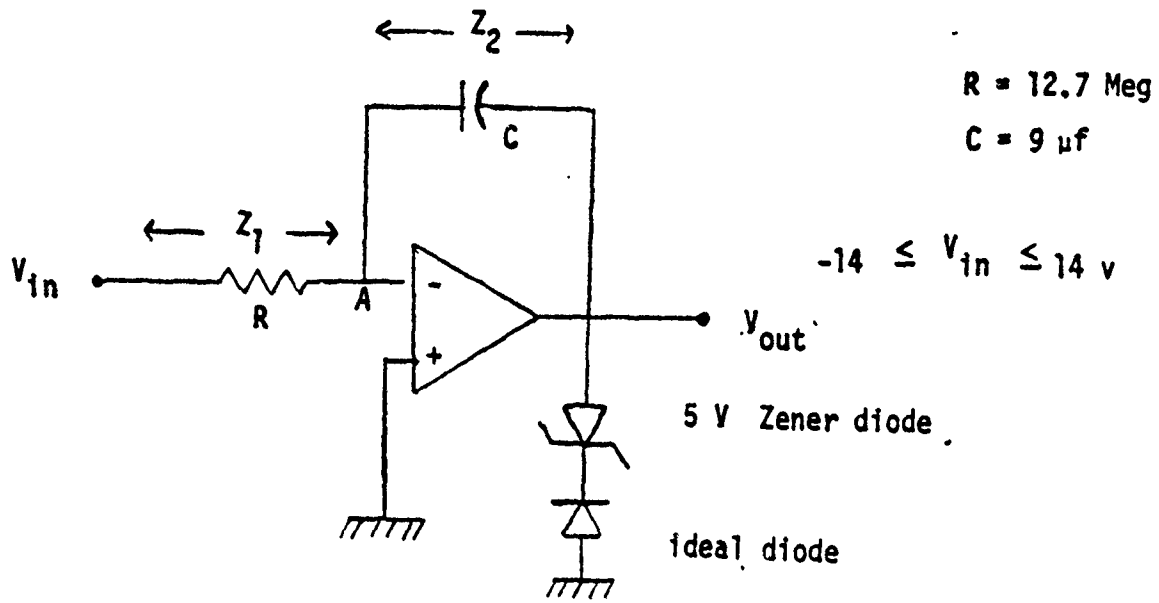 Z2
R = 12.7 Meg
C = 9 µf
C
Z1
-14 ≤ Vin ≤ 14 v
Vin
R
A
-
+
Vout
5 V Zener diode
ideal diode